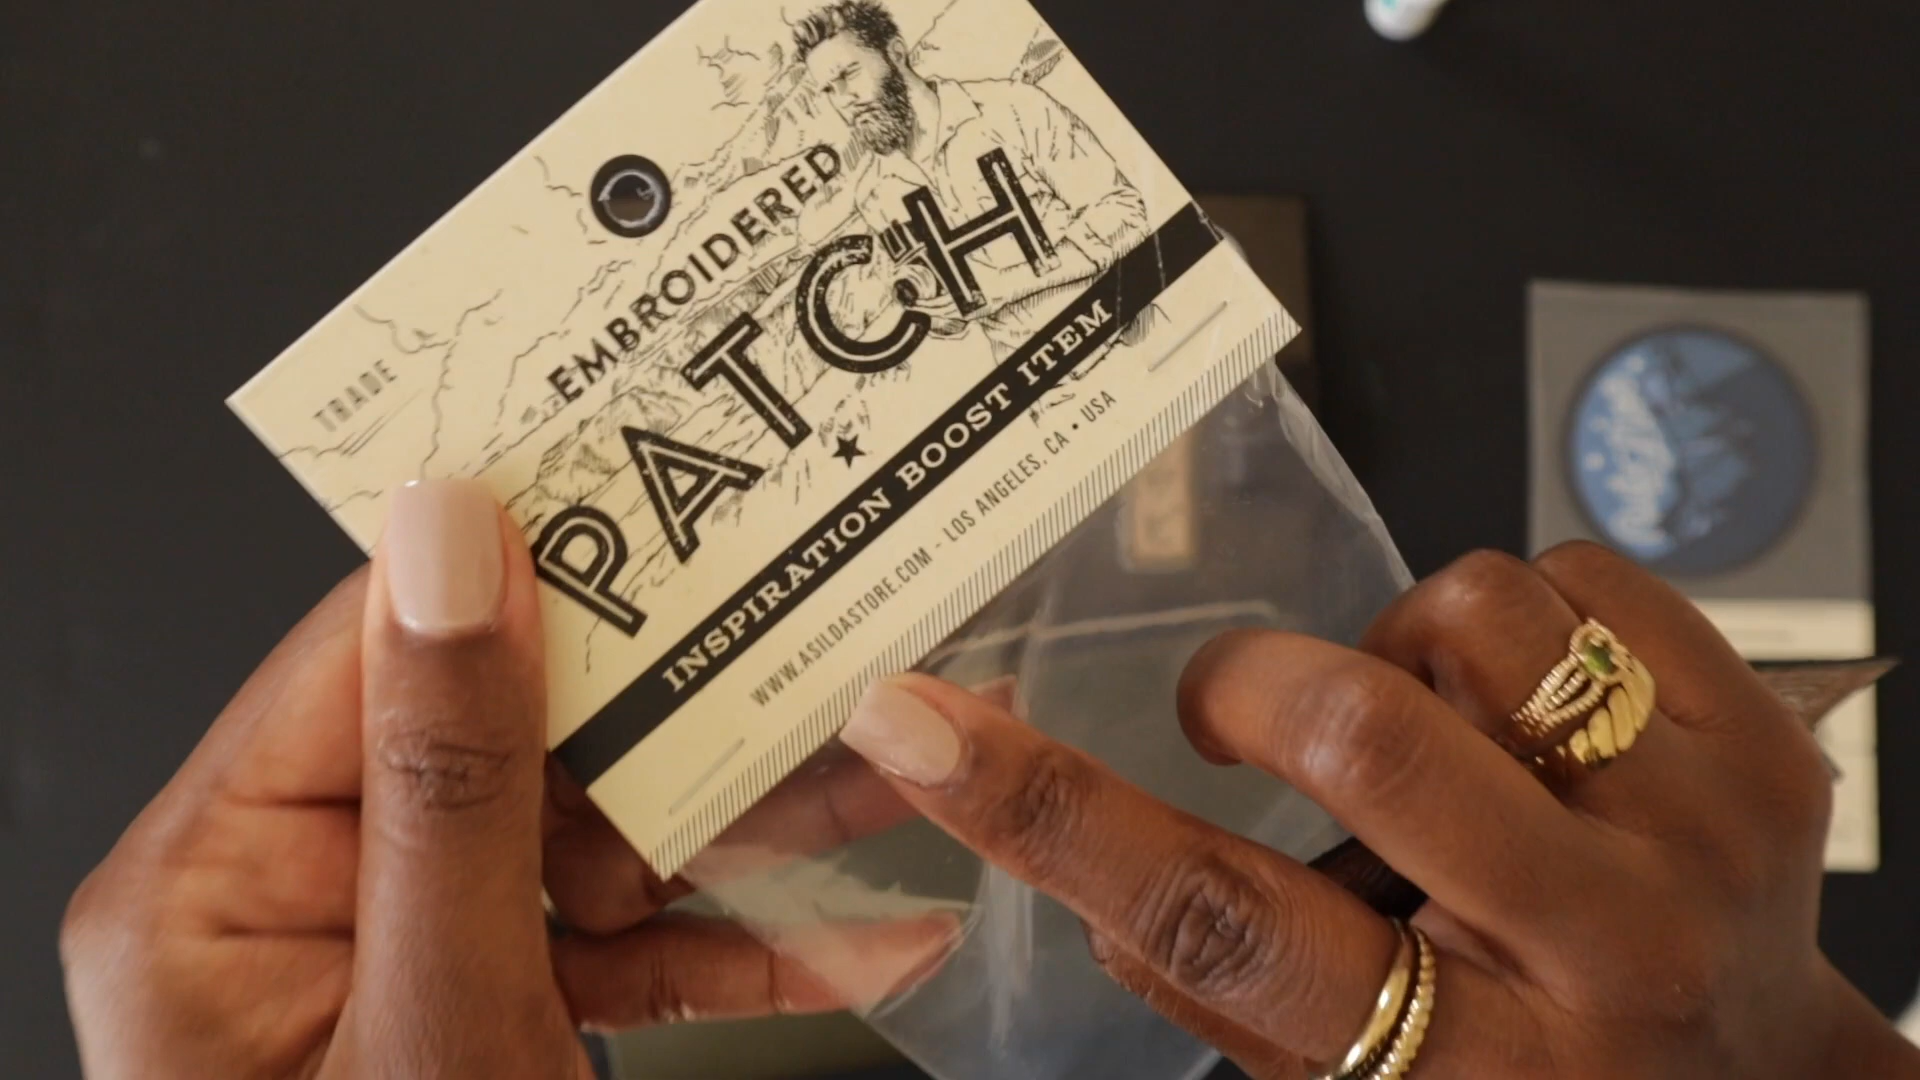 TRADE
EMBROIDERED
PATCH
INSPIRATION BOOST ITEM
WWW.ASILDASTORE.COM - LOS ANGELES, CA • USA